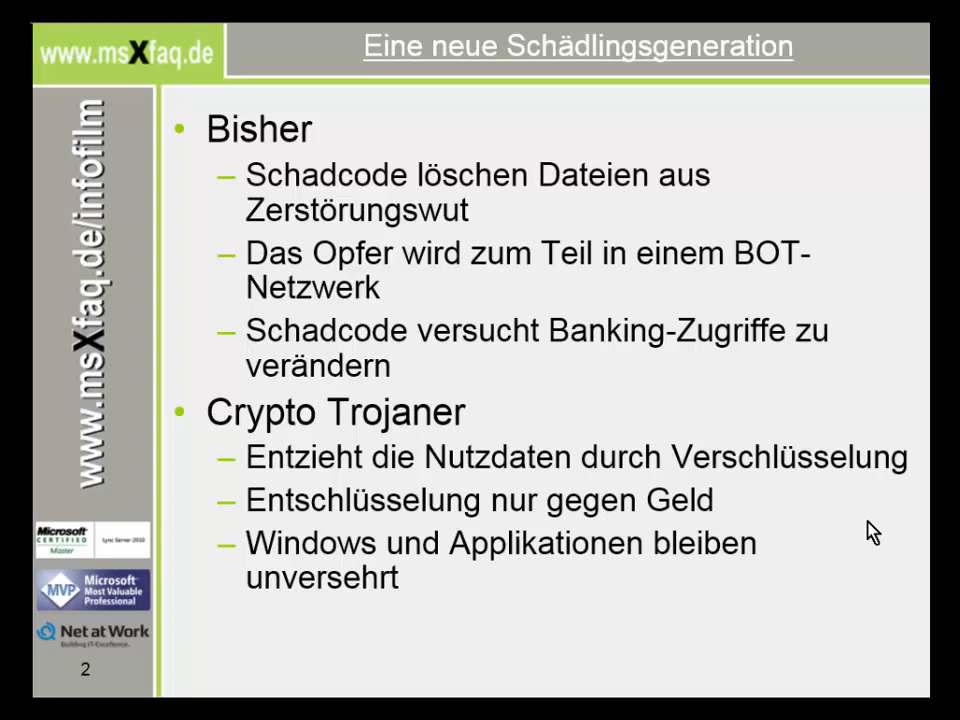 www.msXfaq.de
Eine neue Schädlingsgeneration
www.msXfaq.de/infofilm
• Bisher
– Schadcode löschen Dateien aus
Zerstörungswut
– Das Opfer wird zum Teil in einem BOT-
Netzwerk
– Schadcode versucht Banking-Zugriffe zu
verändern
• Crypto Trojaner
– Entzieht die Nutzdaten durch Verschlüsselung
– Entschlüsselung nur gegen Geld
– Windows und Applikationen bleiben
unversehrt
Microsoft
CERTIFIED
Master
Lync Server 2010
MVP
Microsoft
Most Valuable
Professional
Net at Work
Building IT-Excellence.
2